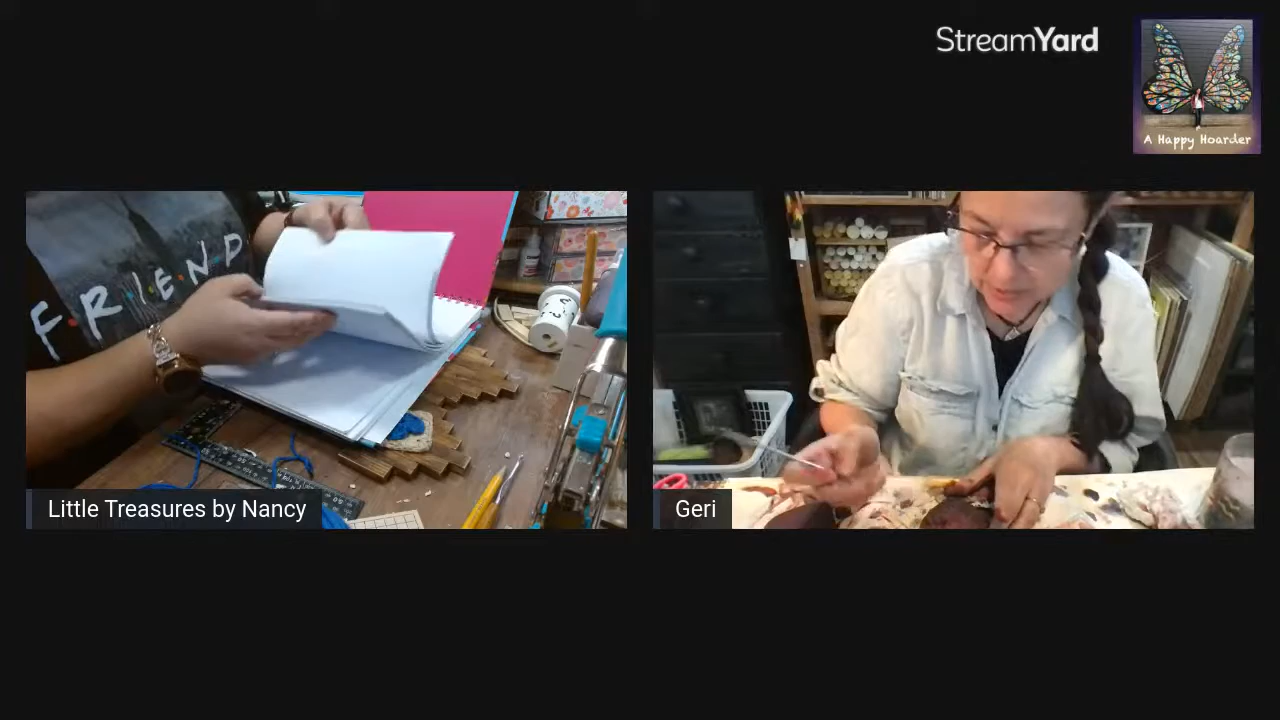 StreamYard
A Happy Hoarder
F•R•I•E•N•D
Little Treasures by Nancy
Geri